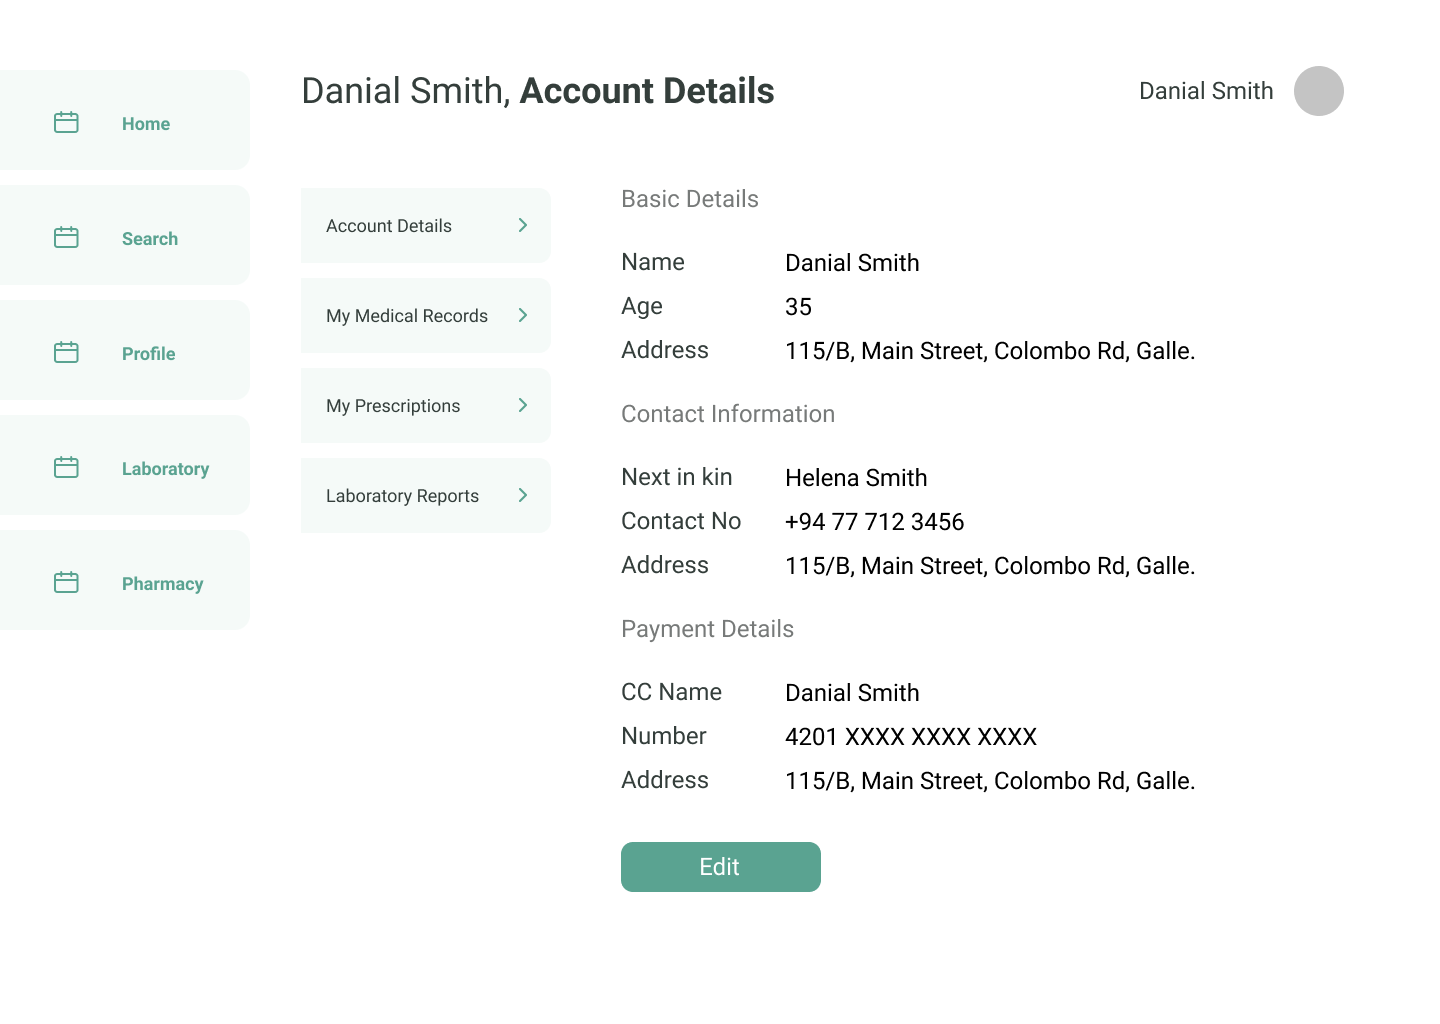 Danial Smith, Account Details
Danial Smith
Home
Search
Profile
Laboratory
Pharmacy
Account Details
My Medical Records
My Prescriptions
Laboratory Reports
Basic Details
Name Danial Smith
Age 35
Address 115/B, Main Street, Colombo Rd, Galle.
Contact Information
Next in kin Helena Smith
Contact No +94 77 712 3456
Address 115/B, Main Street, Colombo Rd, Galle.
Payment Details
CC Name Danial Smith
Number 4201 XXXX XXXX XXXX
Address 115/B, Main Street, Colombo Rd, Galle.
Edit